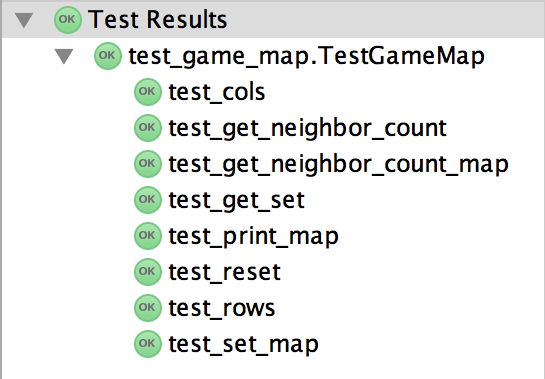 OK Test Results
OK test_game_map.TestGameMap
OK test_cols
OK test_get_neighbor_count
OK test_get_neighbor_count_map
OK test_get_set
OK test_print_map
OK test_reset
OK test_rows
OK test_set_map